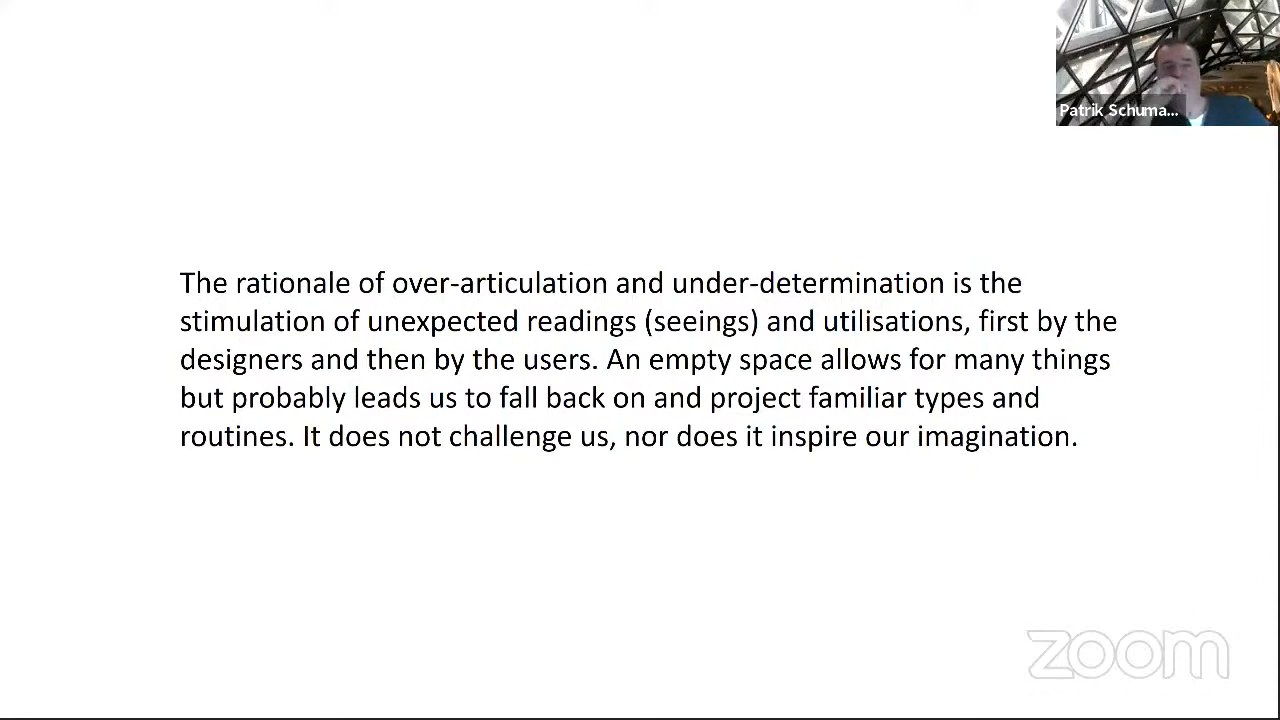 Patrik Schuma...
The rationale of over-articulation and under-determination is the
stimulation of unexpected readings (seeings) and utilisations, first by the
designers and then by the users. An empty space allows for many things
but probably leads us to fall back on and project familiar types and
routines. It does not challenge us, nor does it inspire our imagination.
zoom